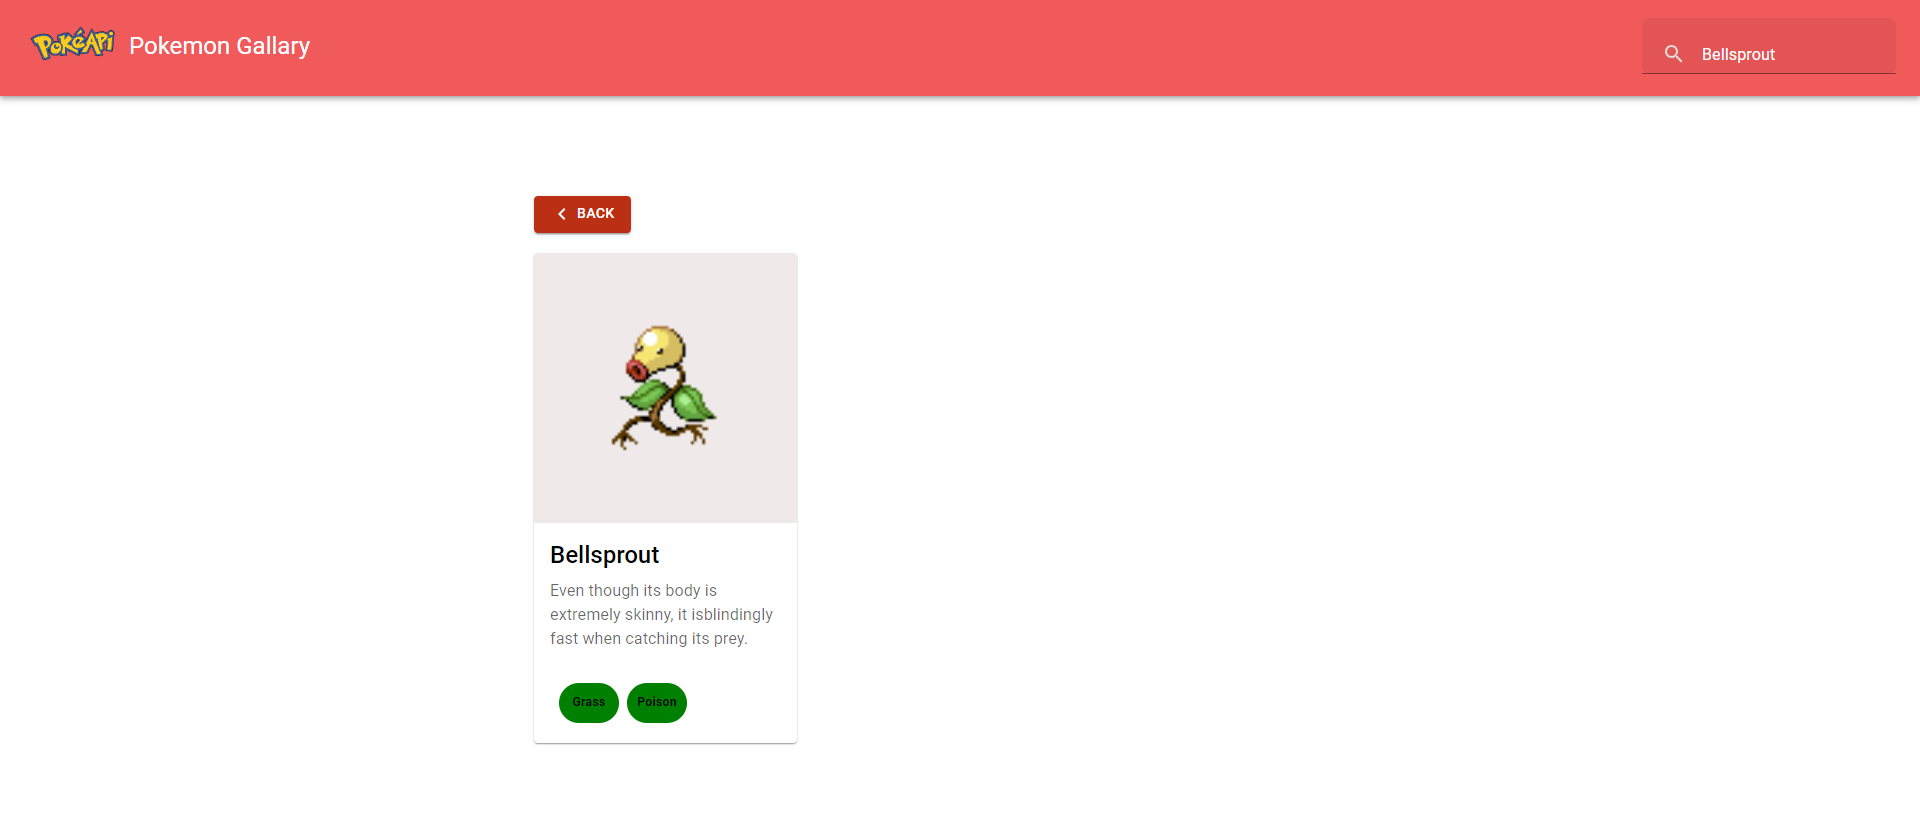 PokéAPi
Pokemon Gallary
Bellsprout
BACK
Bellsprout
Even though its body is
extremely skinny, it isblindingly
fast when catching its prey.
Grass
Poison